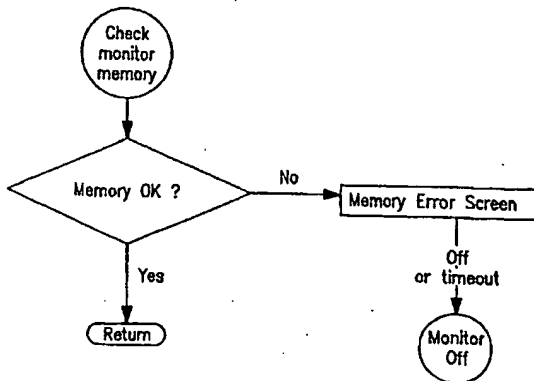 Check
monitor
memory
Memory OK ?
No
Memory Error Screen
Yes
Off
or timeout
Return
Monitor
Off